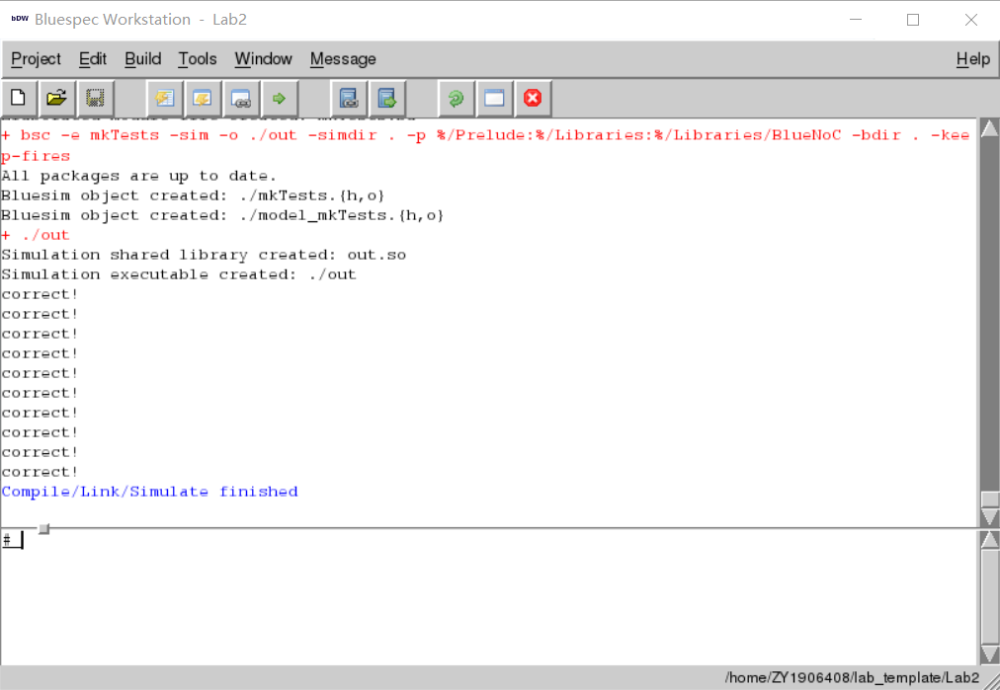 bDW Bluespec Workstation - Lab2
Project Edit Build Tools Window Message Help
+ bsc -e mkTests -sim -o ./out -simdir . -p %/Prelude:%/Libraries:%/Libraries/BlueNoC -bdir . -kee
p-fires
All packages are up to date.
Bluesim object created: ./mkTests.{h,o}
Bluesim object created: ./model_mkTests.{h,o}
+ ./out
Simulation shared library created: out.so
Simulation executable created: ./out
correct!
correct!
correct!
correct!
correct!
correct!
correct!
correct!
correct!
correct!
Compile/Link/Simulate finished
#
/home/ZY1906408/lab_template/Lab2